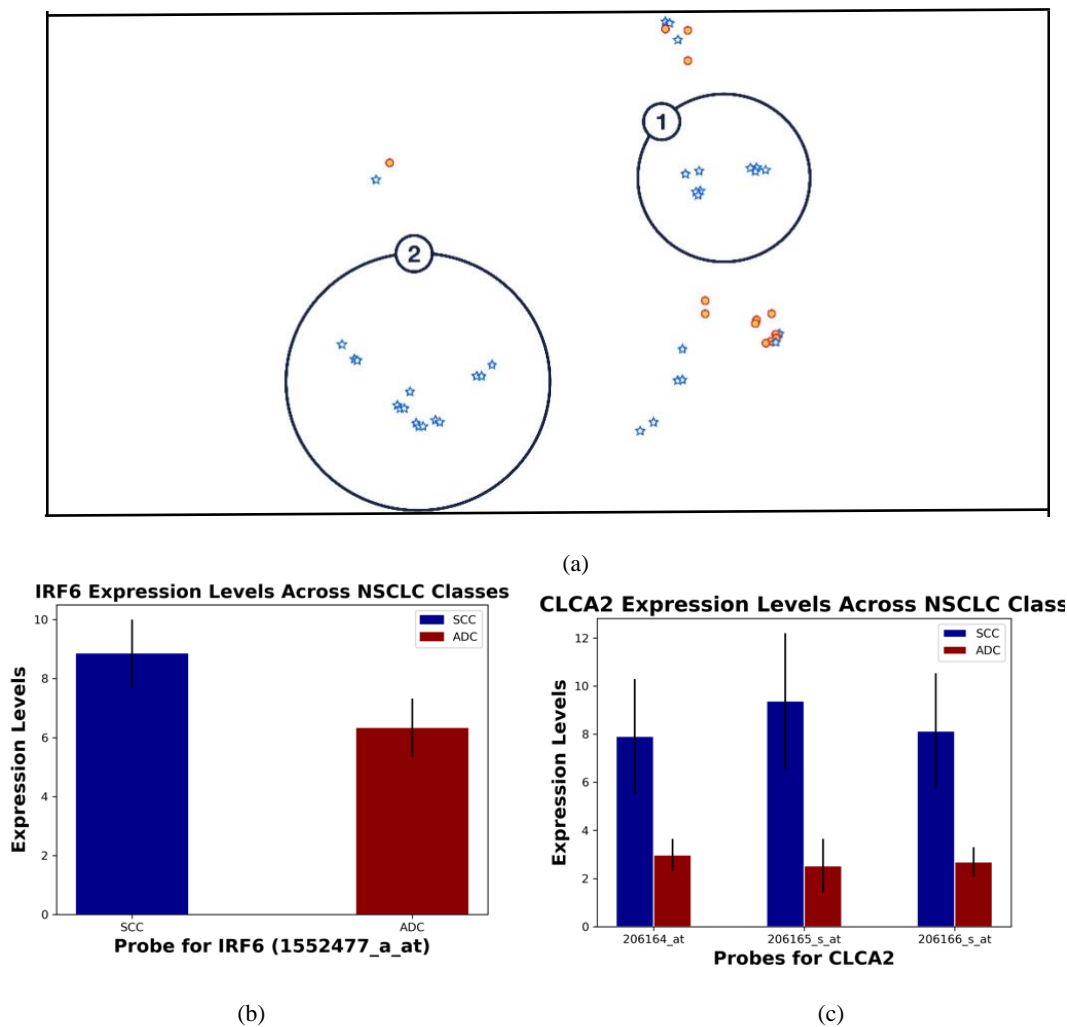 1
2
(a)
IRF6 Expression Levels Across NSCLC Classes
SCC
ADC
10
8
6
4
2
0
Expression Levels
SCC
ADC
Probe for IRF6 (1552477_a_at)
(b)
CLCA2 Expression Levels Across NSCLC Class
SCC
ADC
12
10
8
6
4
2
0
Expression Levels
206164_at
206165_s_at
206166_s_at
Probes for CLCA2
(c)